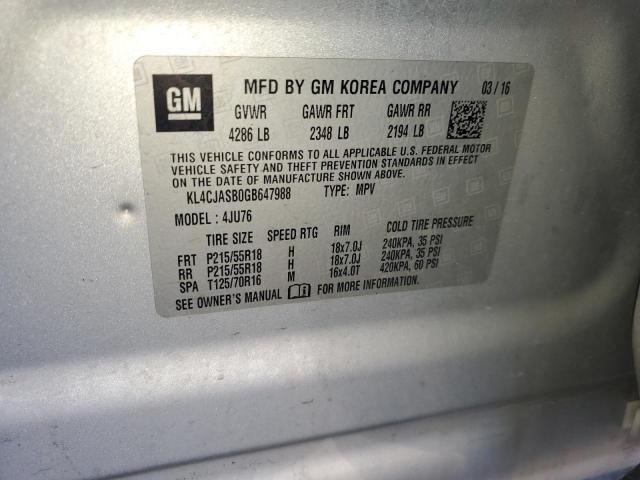 GM
MFD BY GM KOREA COMPANY 03 / 16
GVWR GAWR FRT GAWR RR
4286 LB 2348 LB 2194 LB
THIS VEHICLE CONFORMS TO ALL APPLICABLE U.S. FEDERAL MOTOR
VEHICLE SAFETY AND THEFT PREVENTION STANDARDS IN EFFECT
ON THE DATE OF MANUFACTURE SHOWN ABOVE.
KL4CJASB0GB647988 TYPE: MPV
MODEL : 4JU76
TIRE SIZE SPEED RTG RIM COLD TIRE PRESSURE
FRT P215/55R18 H 18x7.0J 240KPA, 35 PSI
RR P215/55R18 H 18x7.0J 240KPA, 35 PSI
SPA T125/70R16 M 16x4.0T 420KPA, 60 PSI
SEE OWNER'S MANUAL FOR MORE INFORMATION.